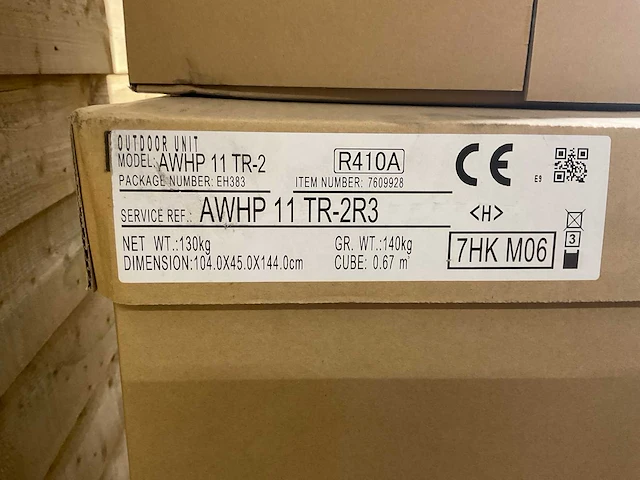 OUTDOOR UNIT
MODEL: AWHP 11 TR-2 R410A CE
PACKAGE NUMBER: EH383 ITEM NUMBER: 7609928 E9
SERVICE REF.: AWHP 11 TR-2R3 <H>
NET WT.:130kg GR. WT.:140kg 7HK M06 3
DIMENSION:104.0X45.0X144.0cm CUBE: 0.67 m³